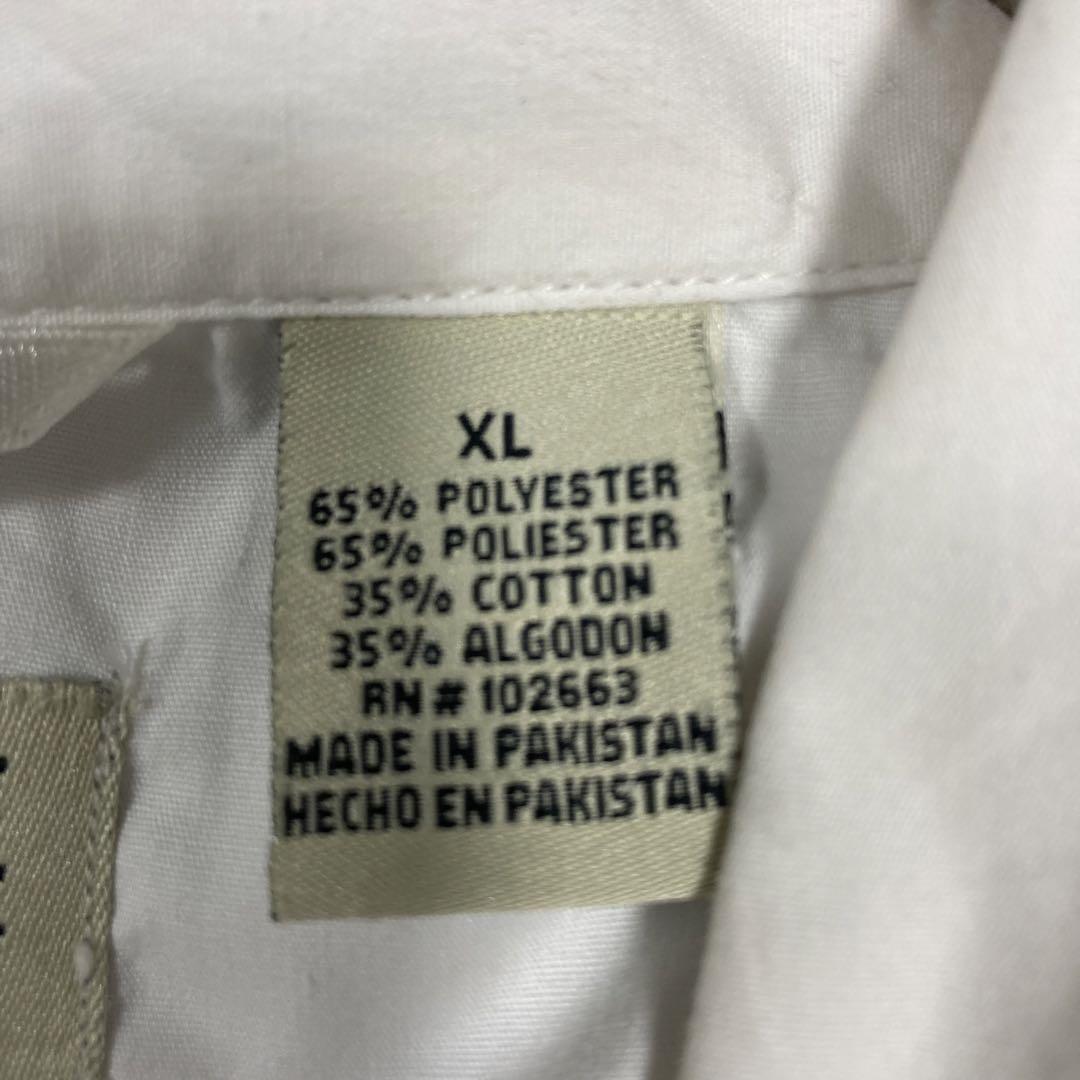 XL
65% POLYESTER
65% POLIESTER
35% COTTON
35% ALGODON
RN # 102663
MADE IN PAKISTAN
HECHO EN PAKISTAN